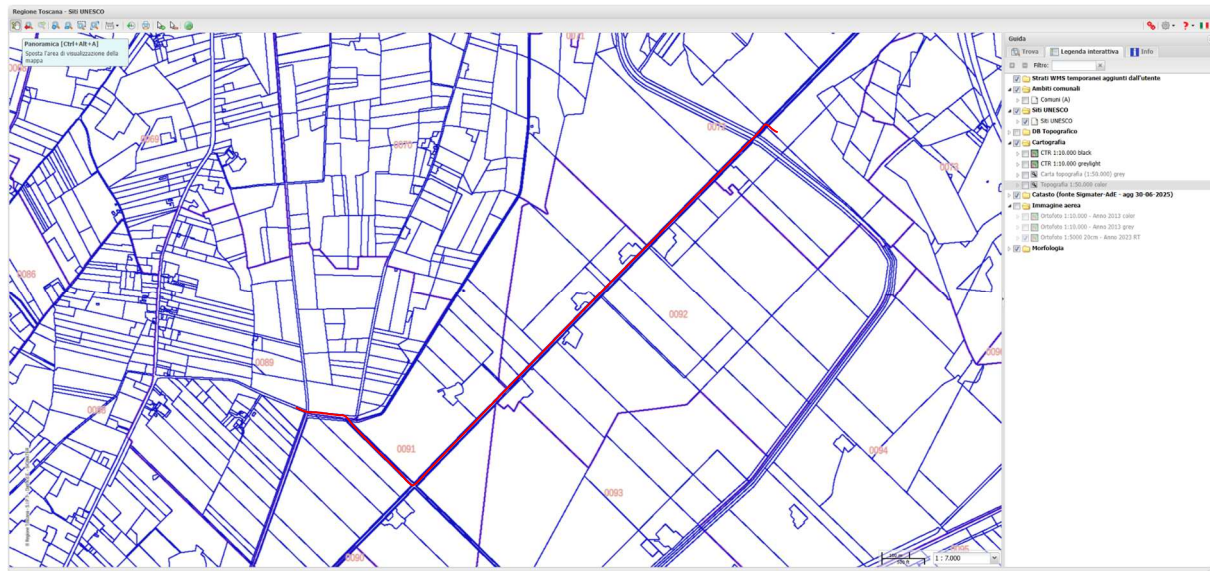 Regione Toscana - Siti UNESCO
Panoramica [Ctrl+Alt+A]
Sposta l'area di visualizzazione della
mappa
Guida
Trova
Legenda interattiva
Info
Filtro:
Strati WMS temporanei aggiunti dall'utente
Ambiti comunali
Comuni (A)
Siti UNESCO
Siti UNESCO
DB Topografico
Cartografia
CTR 1:10.000 black
CTR 1:10.000 greylight
Carta topografia (1:50.000) grey
Topografia 1:50.000 color
Catasto (fonte Sigmater-AdE - agg 30-06-2025)
Immagine aerea
Ortofoto 1:10.000 - Anno 2013 color
Ortofoto 1:10.000 - Anno 2013 grey
Ortofoto 1:5000 20cm - Anno 2023 RT
Morfologia
0071
0069
0070
0073
0086
0092
0089
0088
0091
0094
0093
0090
0095
1 : 7.000